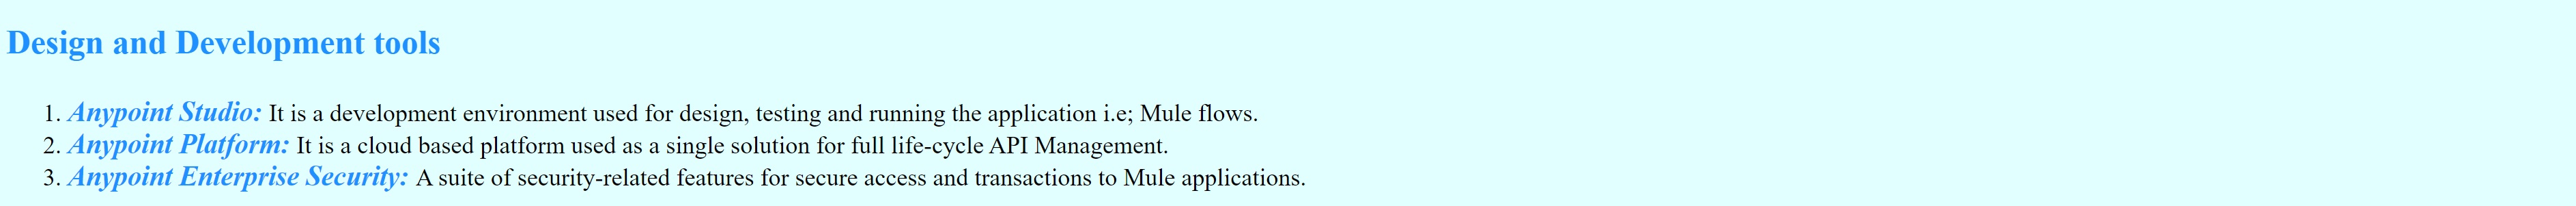 Design and Development tools
1. Anypoint Studio: It is a development environment used for design, testing and running the application i.e; Mule flows.
2. Anypoint Platform: It is a cloud based platform used as a single solution for full life-cycle API Management.
3. Anypoint Enterprise Security: A suite of security-related features for secure access and transactions to Mule applications.